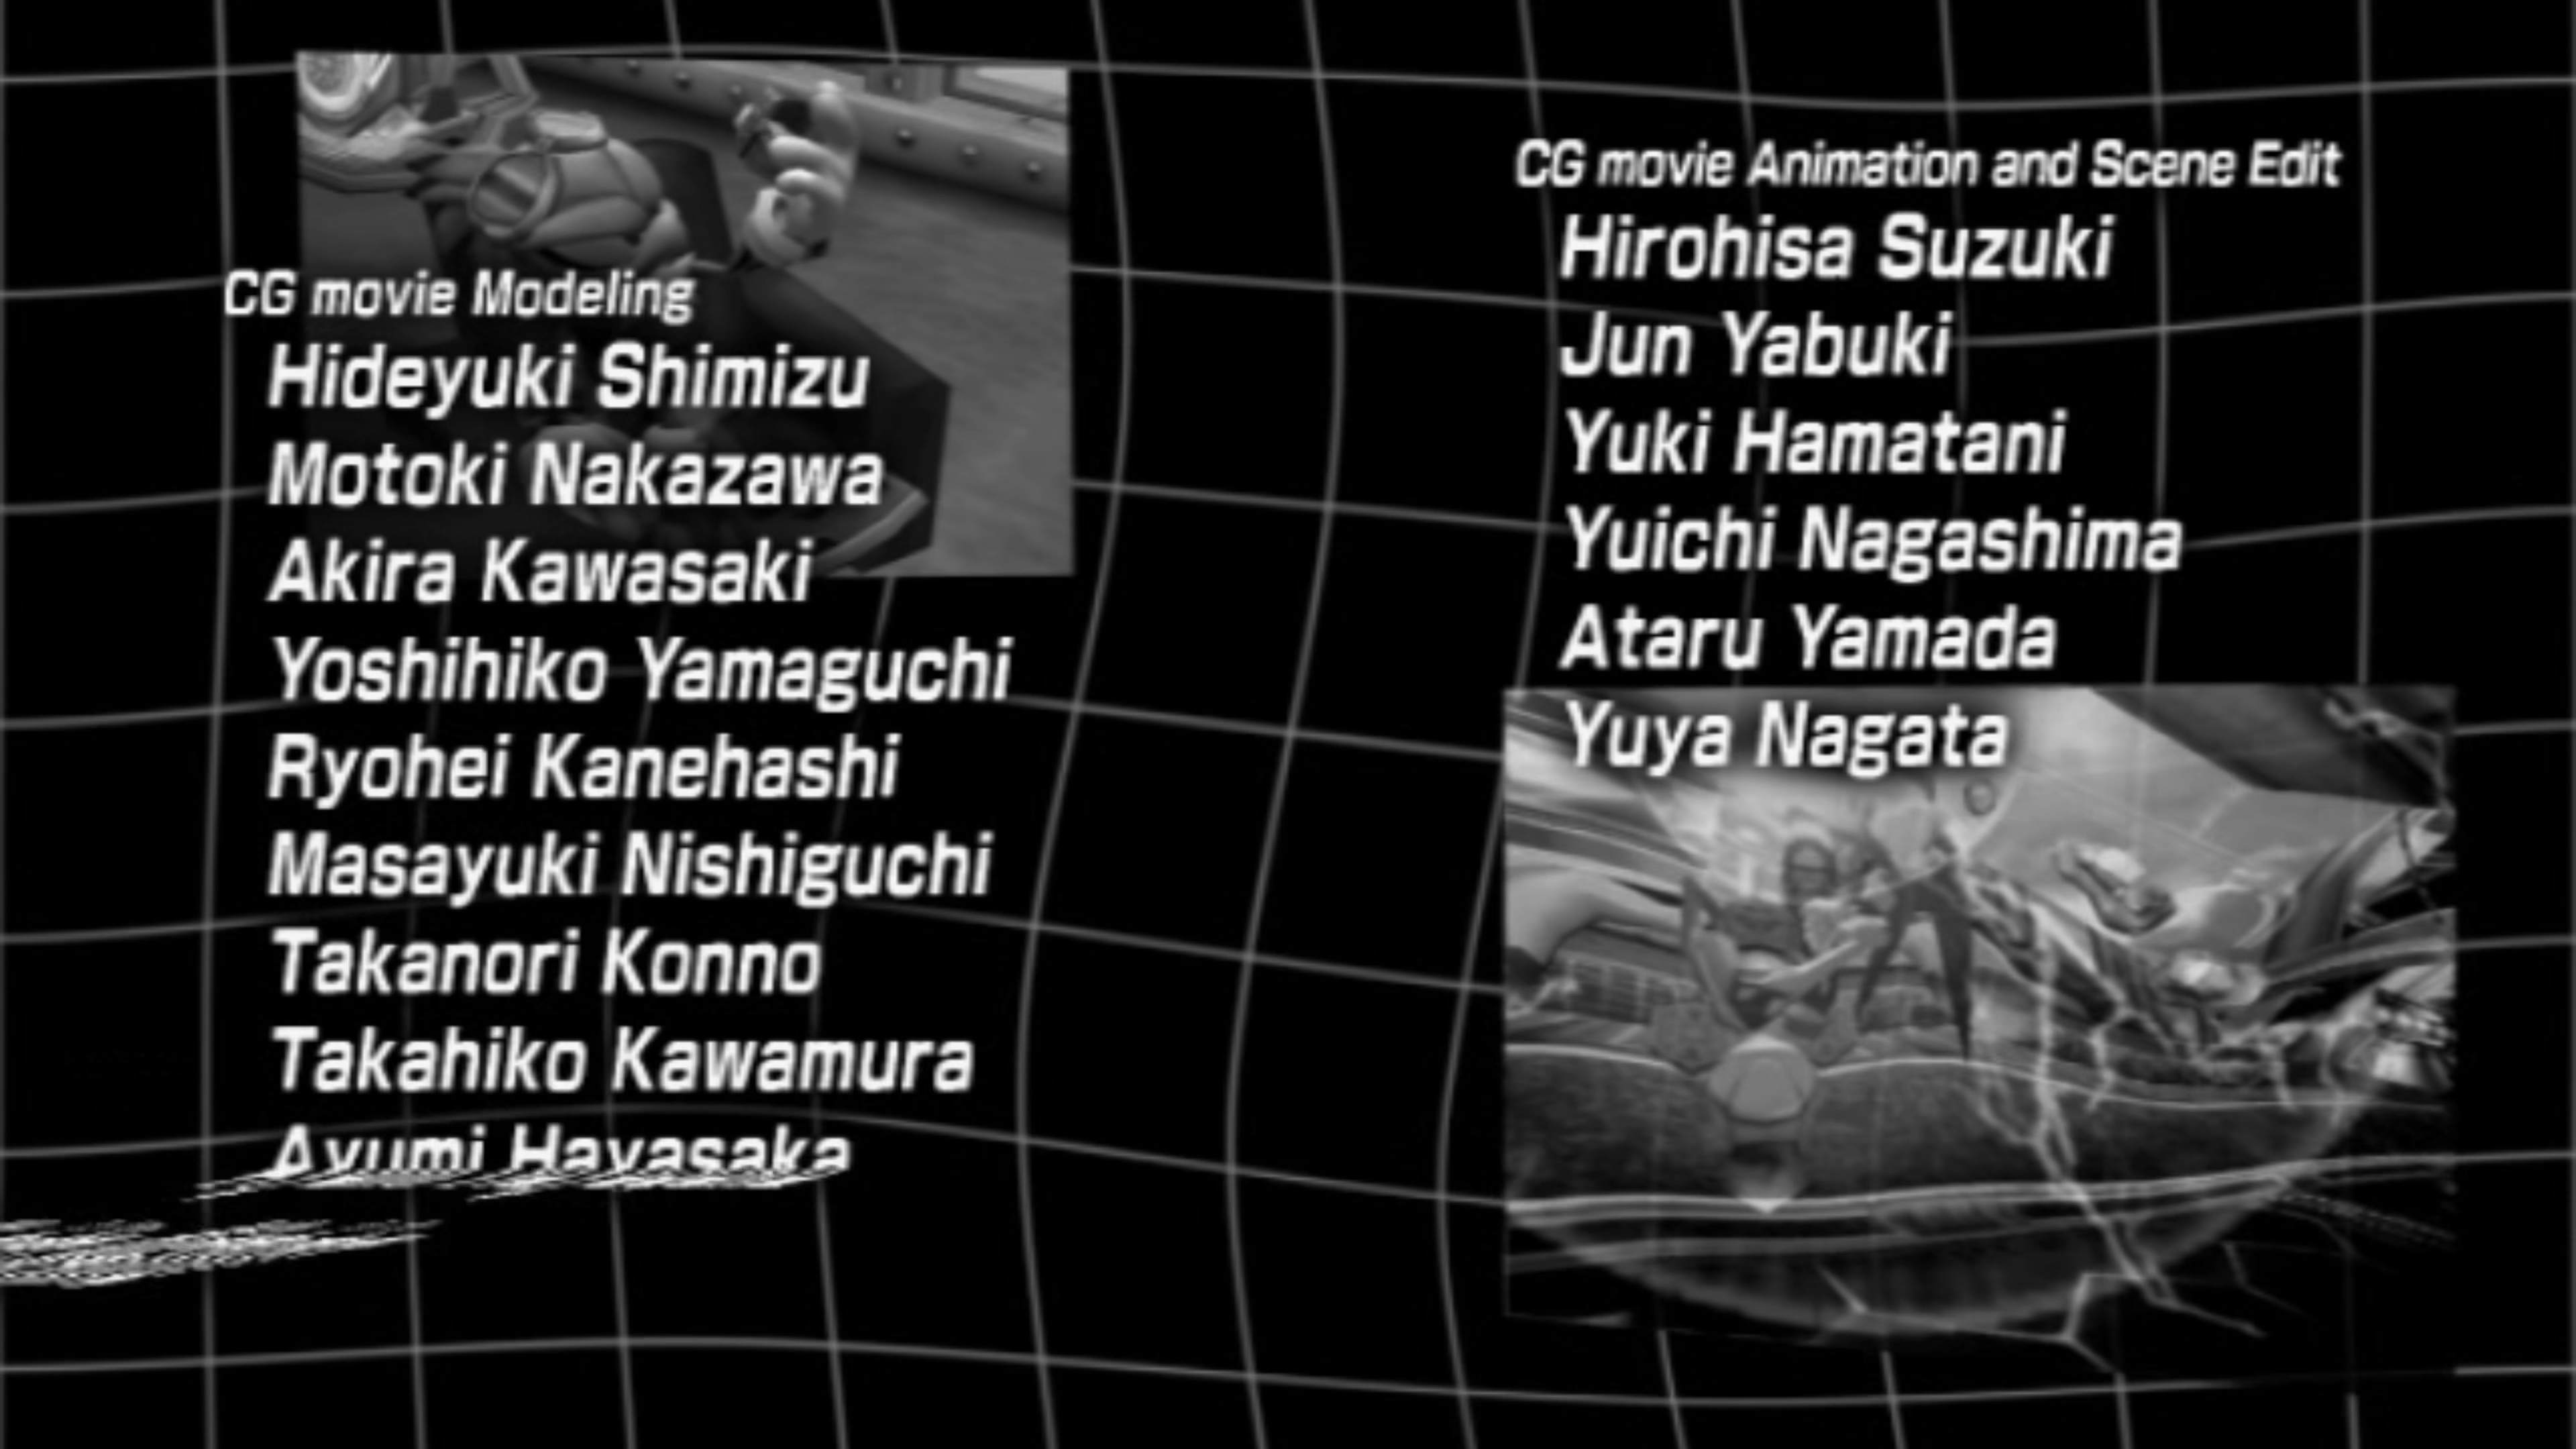 CG movie Modeling
Hideyuki Shimizu
Motoki Nakazawa
Akira Kawasaki
Yoshihiko Yamaguchi
Ryohei Kanehashi
Masayuki Nishiguchi
Takanori Konno
Takahiko Kawamura
Ayumi Hayasaka
CG movie Animation and Scene Edit
Hirohisa Suzuki
Jun Yabuki
Yuki Hamatani
Yuichi Nagashima
Ataru Yamada
Yuya Nagata